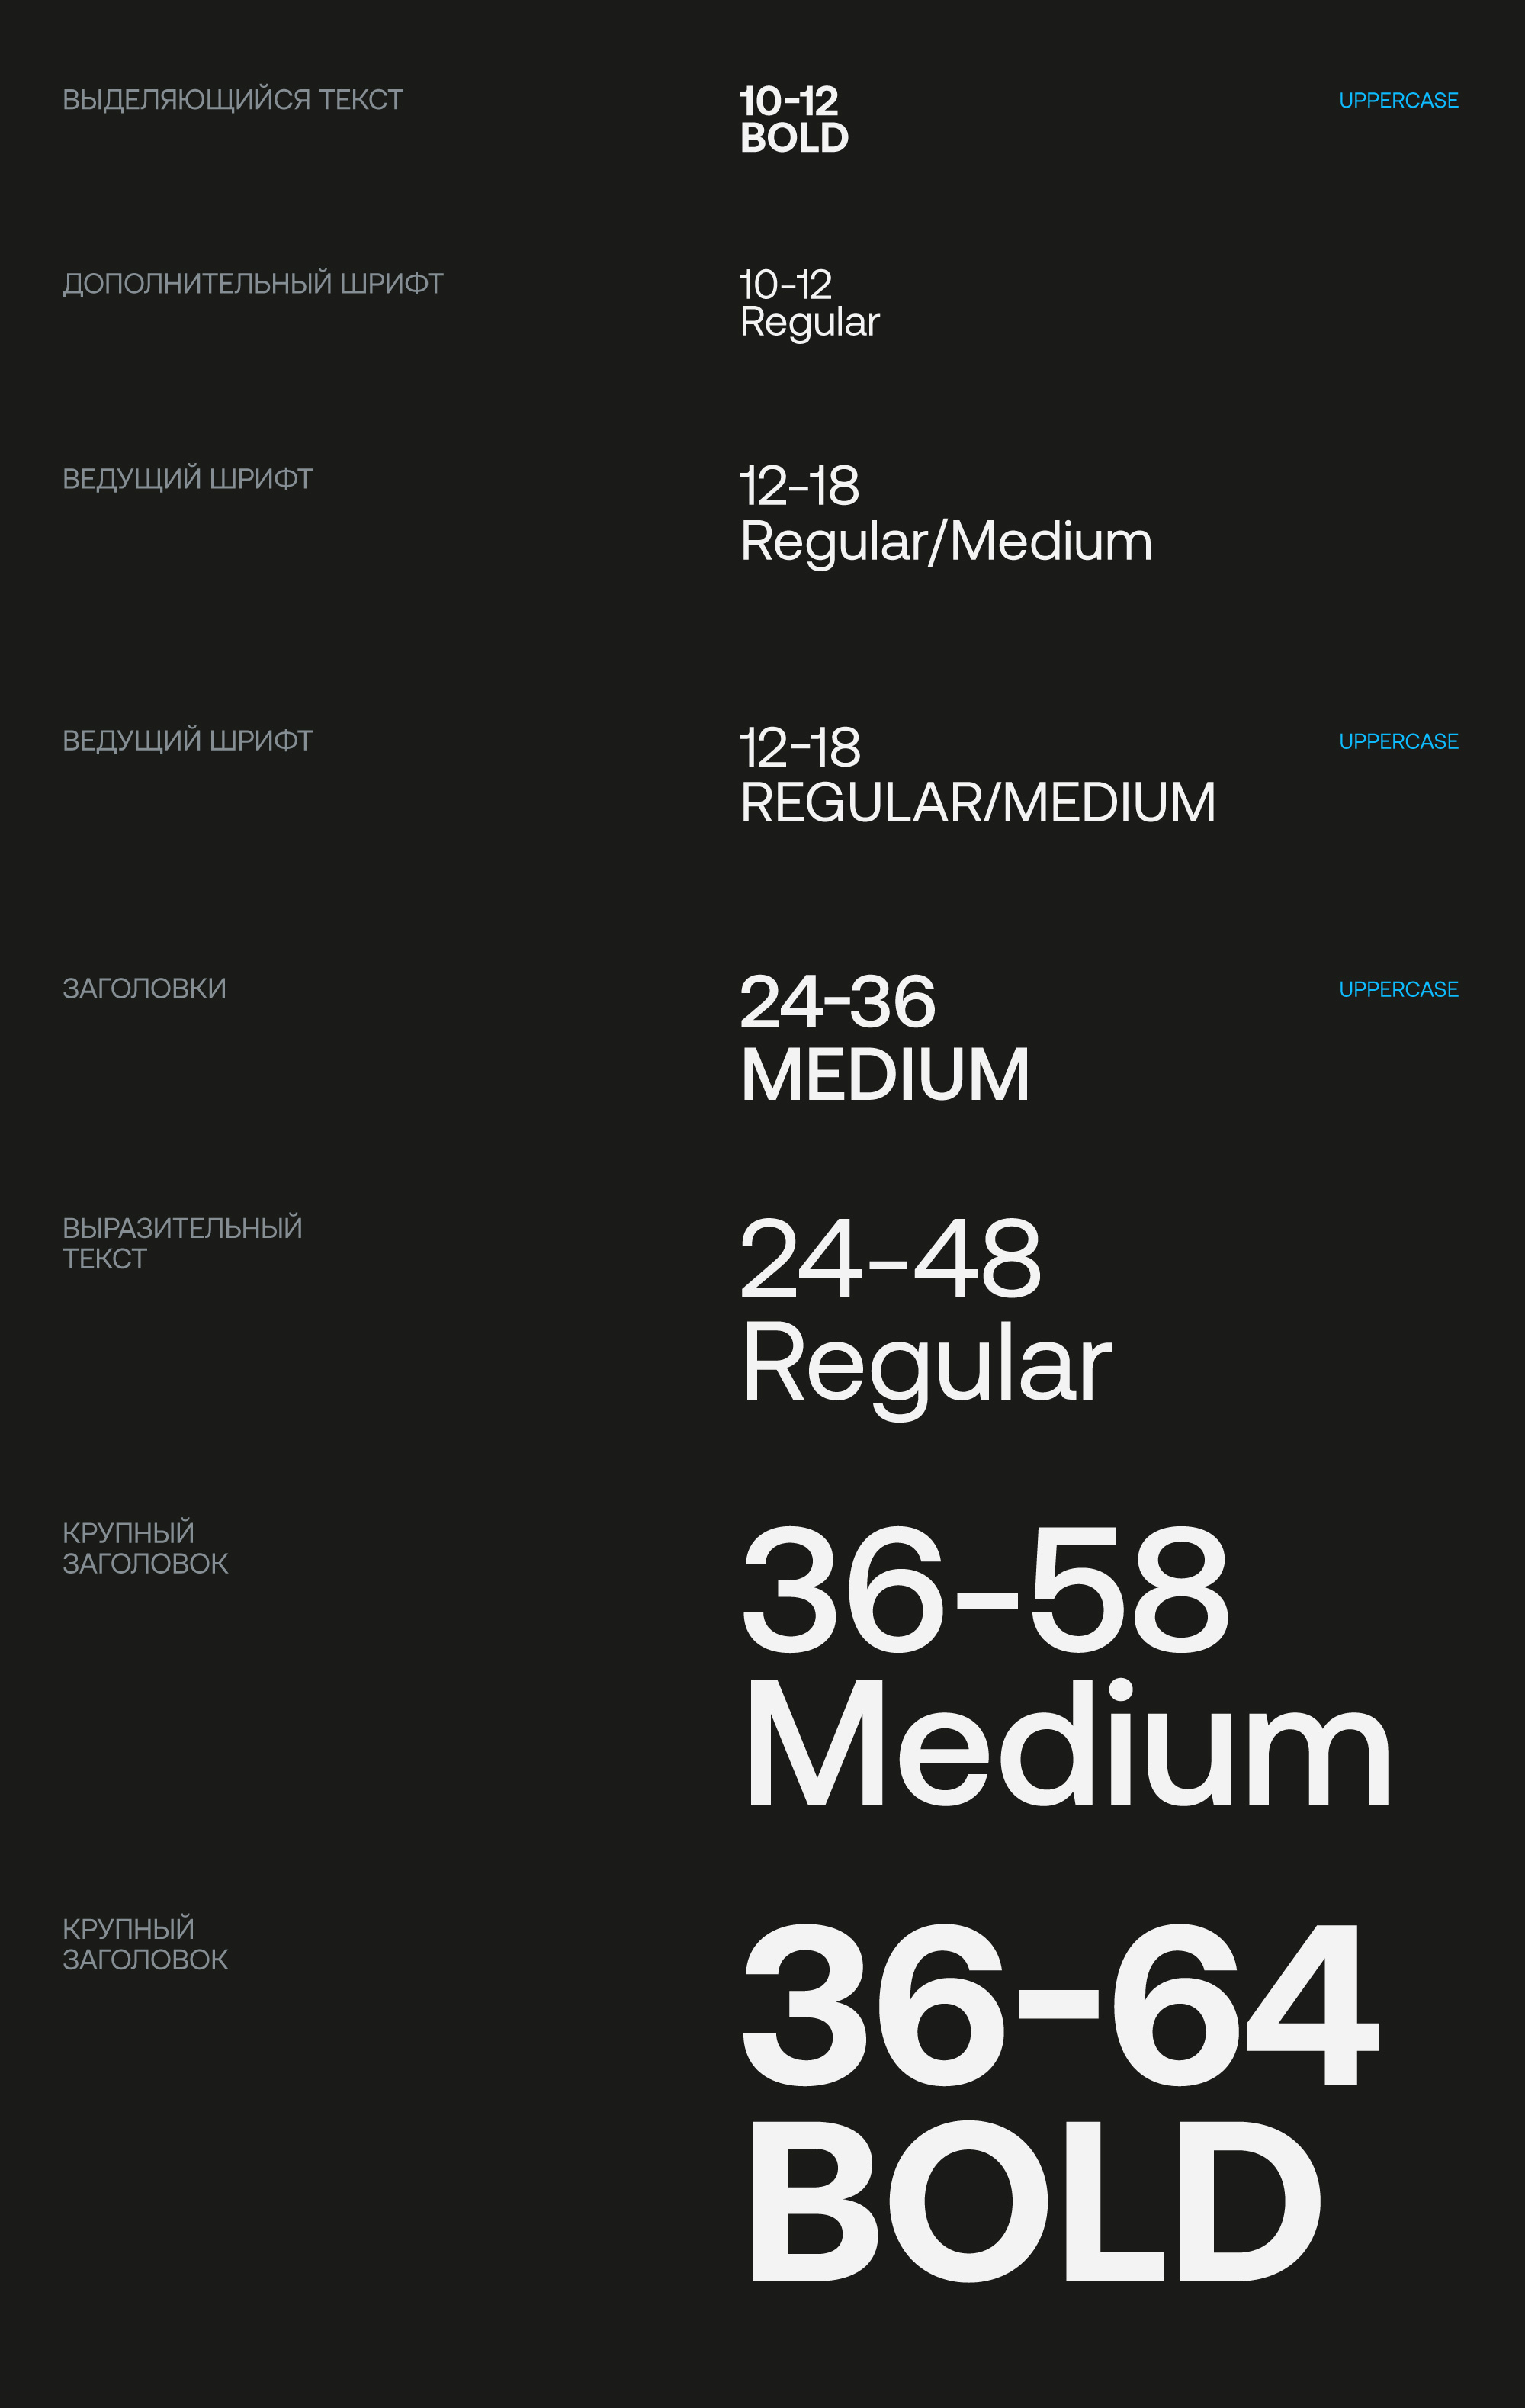 ВЫДЕЛЯЮЩИЙСЯ ТЕКСТ
10-12
BOLD
UPPERCASE
ДОПОЛНИТЕЛЬНЫЙ ШРИФТ
10-12
Regular
ВЕДУЩИЙ ШРИФТ
12-18
Regular/Medium
ВЕДУЩИЙ ШРИФТ
12-18
REGULAR/MEDIUM
UPPERCASE
ЗАГОЛОВКИ
24-36
MEDIUM
UPPERCASE
ВЫРАЗИТЕЛЬНЫЙ
ТЕКСТ
24-48
Regular
КРУПНЫЙ
ЗАГОЛОВОК
36-58
Medium
КРУПНЫЙ
ЗАГОЛОВОК
36-64
BOLD